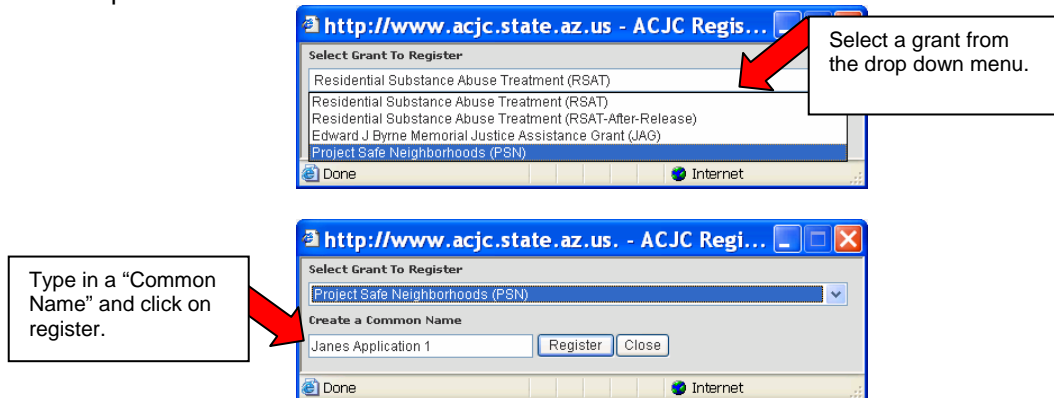 http://www.acjc.state.az.us - ACJC Regis...
Select a grant from
the drop down menu.
Select Grant To Register
Residential Substance Abuse Treatment (RSAT)
Residential Substance Abuse Treatment (RSAT)
Residential Substance Abuse Treatment (RSAT-After-Release)
Edward J Byrne Memorial Justice Assistance Grant (JAG)
Project Safe Neighborhoods (PSN)
Done
Internet
http://www.acjc.state.az.us. - ACJC Regi...
Select Grant To Register
Project Safe Neighborhoods (PSN)
Type in a “Common
Name” and click on
register.
Create a Common Name
Janes Application 1
Register
Close
Done
Internet